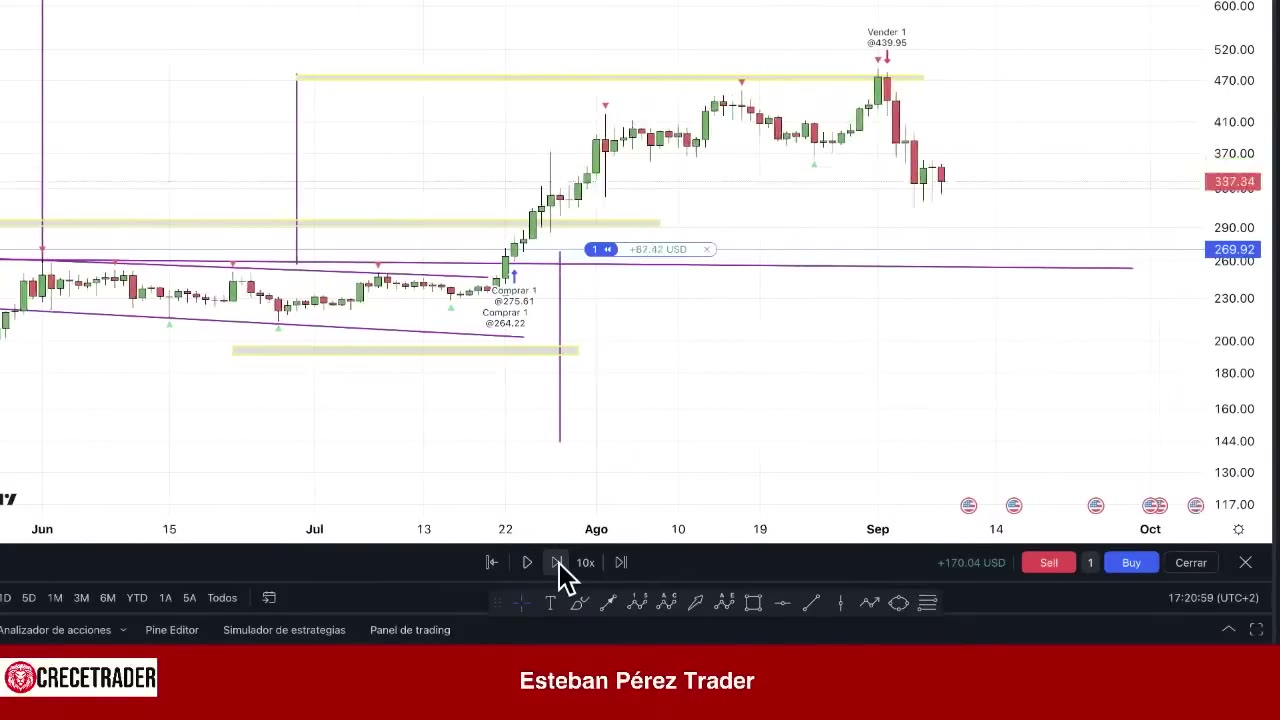 600.00
Vender 1
@439.95
520.00
470.00
410.00
370.00
337.34
290.00
1 +67.42 USD ×
269.92
260.00
Comprar 1
@275.61
Comprar 1
@264.22
230.00
200.00
180.00
160.00
144.00
130.00
117.00
Jun 15 Jul 13 22 Ago 10 19 Sep 14 Oct
10x +170.04 USD Sell 1 Buy Cerrar
1D 5D 1M 3M 6M YTD 1A 5A Todos 17:20:59 (UTC+2)
Analizador de acciones Pine Editor Simulador de estrategias Panel de trading
CRECETRADER
Esteban Pérez Trader